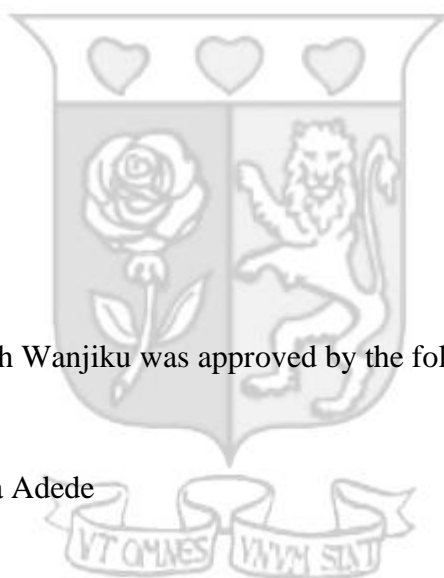 h Wanjiku was approved by the fol
a Adede
VT OMNES VNVM SINT